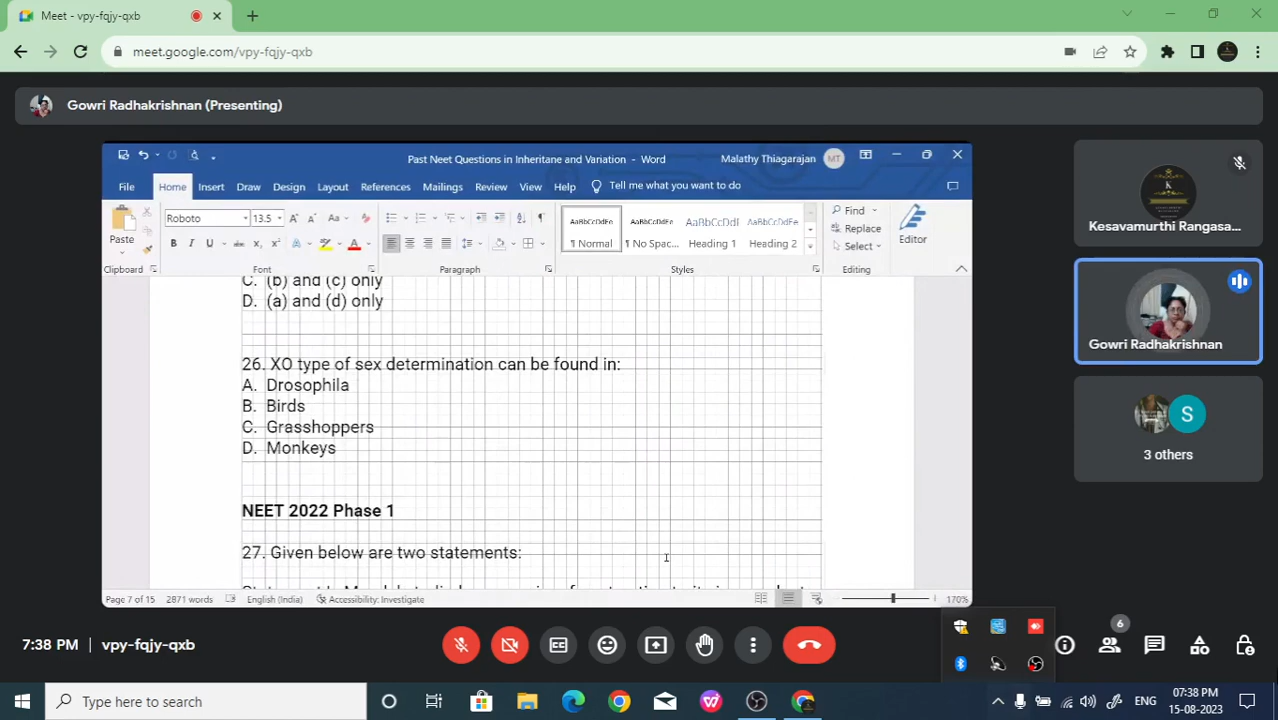 Meet - vpy-fqjy-qxb
meet.google.com/vpy-fqjy-qxb
Gowri Radhakrishnan (Presenting)
Past Neet Questions in Inheritane and Variation - Word
Malathy Thiagarajan
MT
File Home Insert Draw Design Layout References Mailings Review View Help Tell me what you want to do
Paste
Roboto 13.5
AaBbCcDdEe AaBbCcDdEe AaBbCcDdI AaBbCcDdEe
¶ Normal ¶ No Spac... Heading 1 Heading 2
Find
Replace
Select
Editor
Clipboard Font Paragraph Styles Editing
C. (b) and (c) only
D. (a) and (d) only
26. XO type of sex determination can be found in:
A. Drosophila
B. Birds
C. Grasshoppers
D. Monkeys
NEET 2022 Phase 1
27. Given below are two statements:
Page 7 of 15 2871 words English (India) Accessibility: Investigate 170%
Kesavamurthi Rangasa...
Gowri Radhakrishnan
S
3 others
7:38 PM | vpy-fqjy-qxb
6
Type here to search
ENG
07:38 PM
15-08-2023